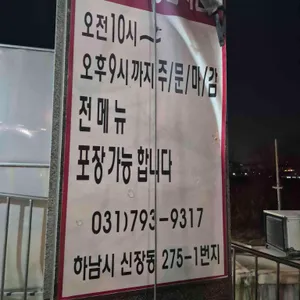 오전10시~
오후9시까지주/문/마/감
전메뉴
포장가능합니다
031)793-9317
하남시 신장동 275-1번지